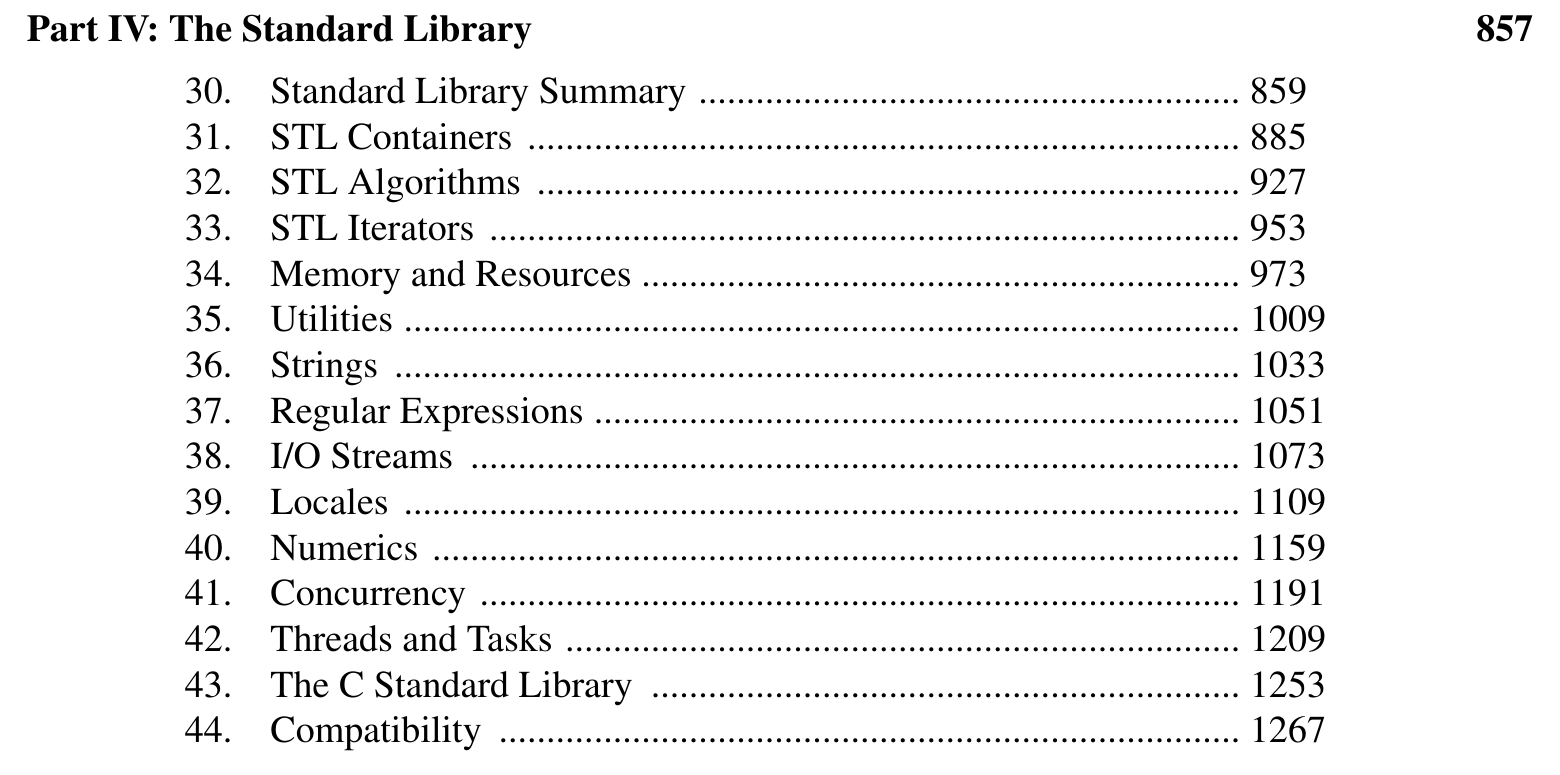 Part IV: The Standard Library 857
30. Standard Library Summary ........................................................ 859
31. STL Containers ........................................................................... 885
32. STL Algorithms .......................................................................... 927
33. STL Iterators ............................................................................... 953
34. Memory and Resources .............................................................. 973
35. Utilities ........................................................................................ 1009
36. Strings ......................................................................................... 1033
37. Regular Expressions .................................................................... 1051
38. I/O Streams ................................................................................. 1073
39. Locales ........................................................................................ 1109
40. Numerics ..................................................................................... 1159
41. Concurrency ................................................................................ 1191
42. Threads and Tasks ....................................................................... 1209
43. The C Standard Library .............................................................. 1253
44. Compatibility .............................................................................. 1267